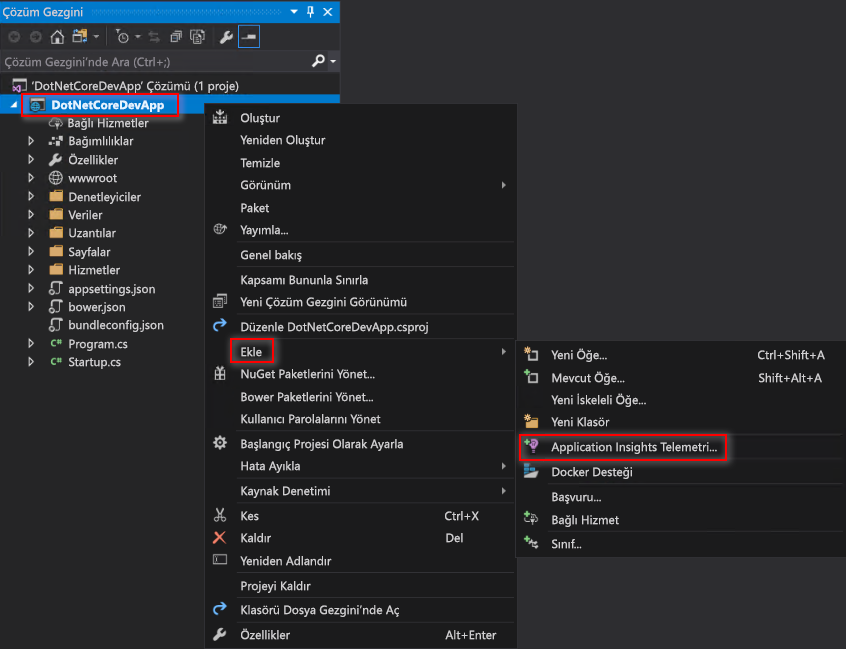 Çözüm Gezgini
Çözüm Gezgini'nde Ara (Ctrl+;)
'DotNetCoreDevApp' Çözümü (1 proje)
DotNetCoreDevApp
Bağlı Hizmetler
Bağımlılıklar
Özellikler
wwwroot
Denetleyiciler
Veriler
Uzantılar
Sayfalar
Hizmetler
appsettings.json
bower.json
bundleconfig.json
C# Program.cs
C# Startup.cs
Oluştur
Yeniden Oluştur
Temizle
Görünüm
Paket
Yayımla...
Genel bakış
Kapsamı Bununla Sınırla
Yeni Çözüm Gezgini Görünümü
Düzenle DotNetCoreDevApp.csproj
Ekle
NuGet Paketlerini Yönet...
Bower Paketlerini Yönet...
Kullanıcı Parolalarını Yönet
Başlangıç Projesi Olarak Ayarla
Hata Ayıkla
Kaynak Denetimi
Kes Ctrl+X
Kaldır Del
Yeniden Adlandır
Projeyi Kaldır
Klasörü Dosya Gezgini'nde Aç
Özellikler Alt+Enter
Yeni Öğe... Ctrl+Shift+A
Mevcut Öğe... Shift+Alt+A
Yeni İskeleli Öğe...
Yeni Klasör
Application Insights Telemetri...
Docker Desteği
Başvuru...
Bağlı Hizmet
Sınıf...